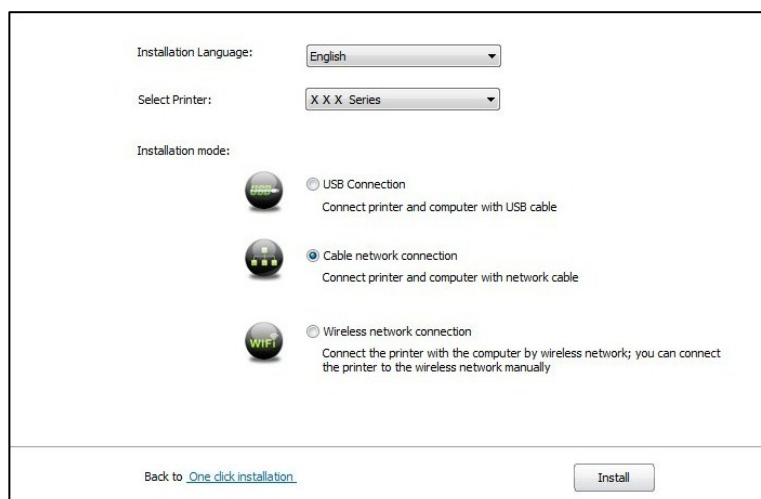 Installation Language:
English
Select Printer:
X X X Series
Installation mode:
USB
USB Connection
Connect printer and computer with USB cable
Cable network connection
Connect printer and computer with network cable
WiFi
Wireless network connection
Connect the printer with the computer by wireless network; you can connect
the printer to the wireless network manually
Back to One click installation
Install